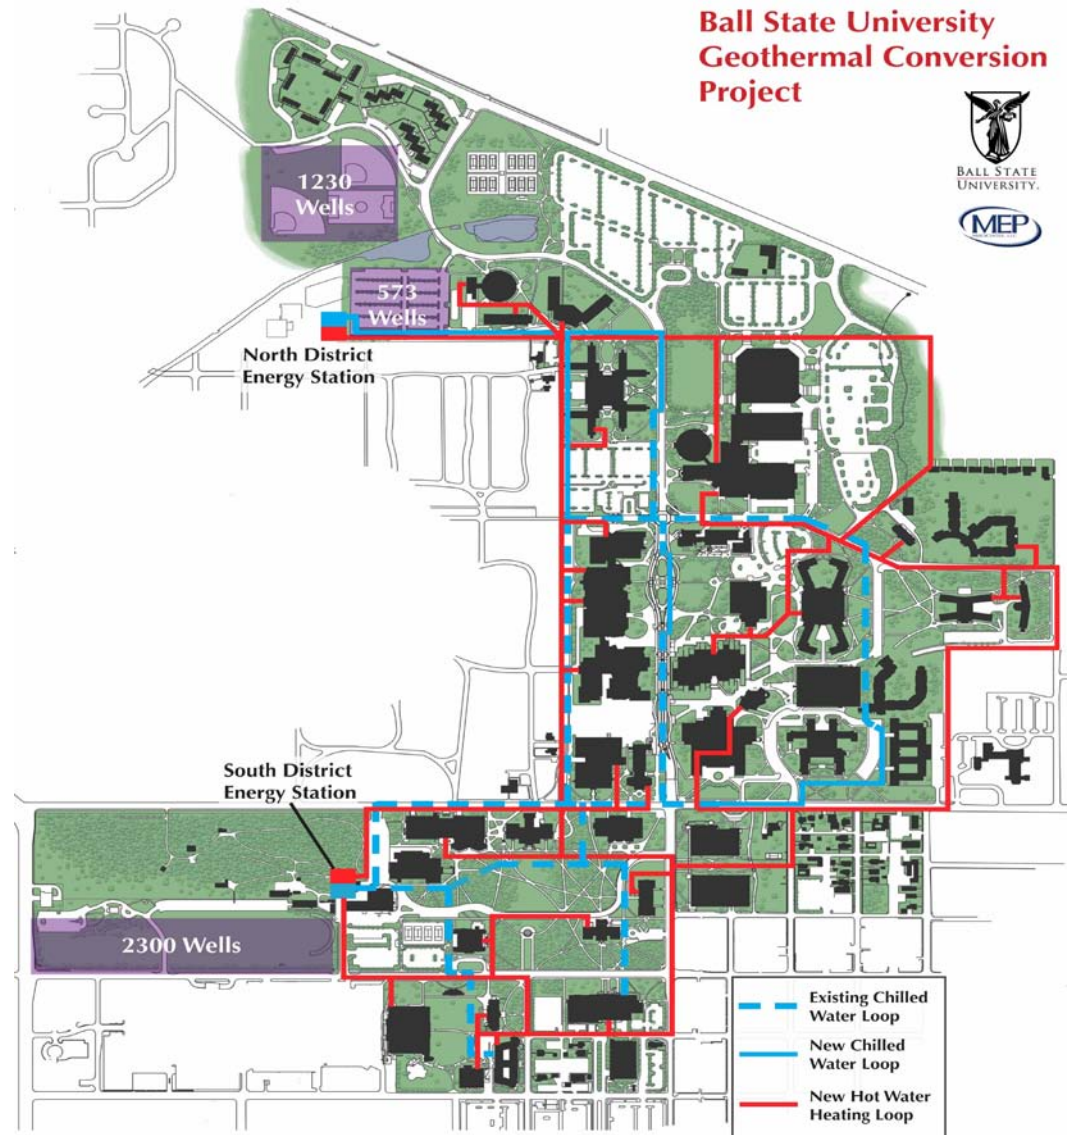 Ball State University
Geothermal Conversion
Project
BALL STATE
UNIVERSITY.
MEP
1230
Wells
573
Wells
North District
Energy Station
South District
Energy Station
2300 Wells
Existing Chilled
Water Loop
New Chilled
Water Loop
New Hot Water
Heating Loop